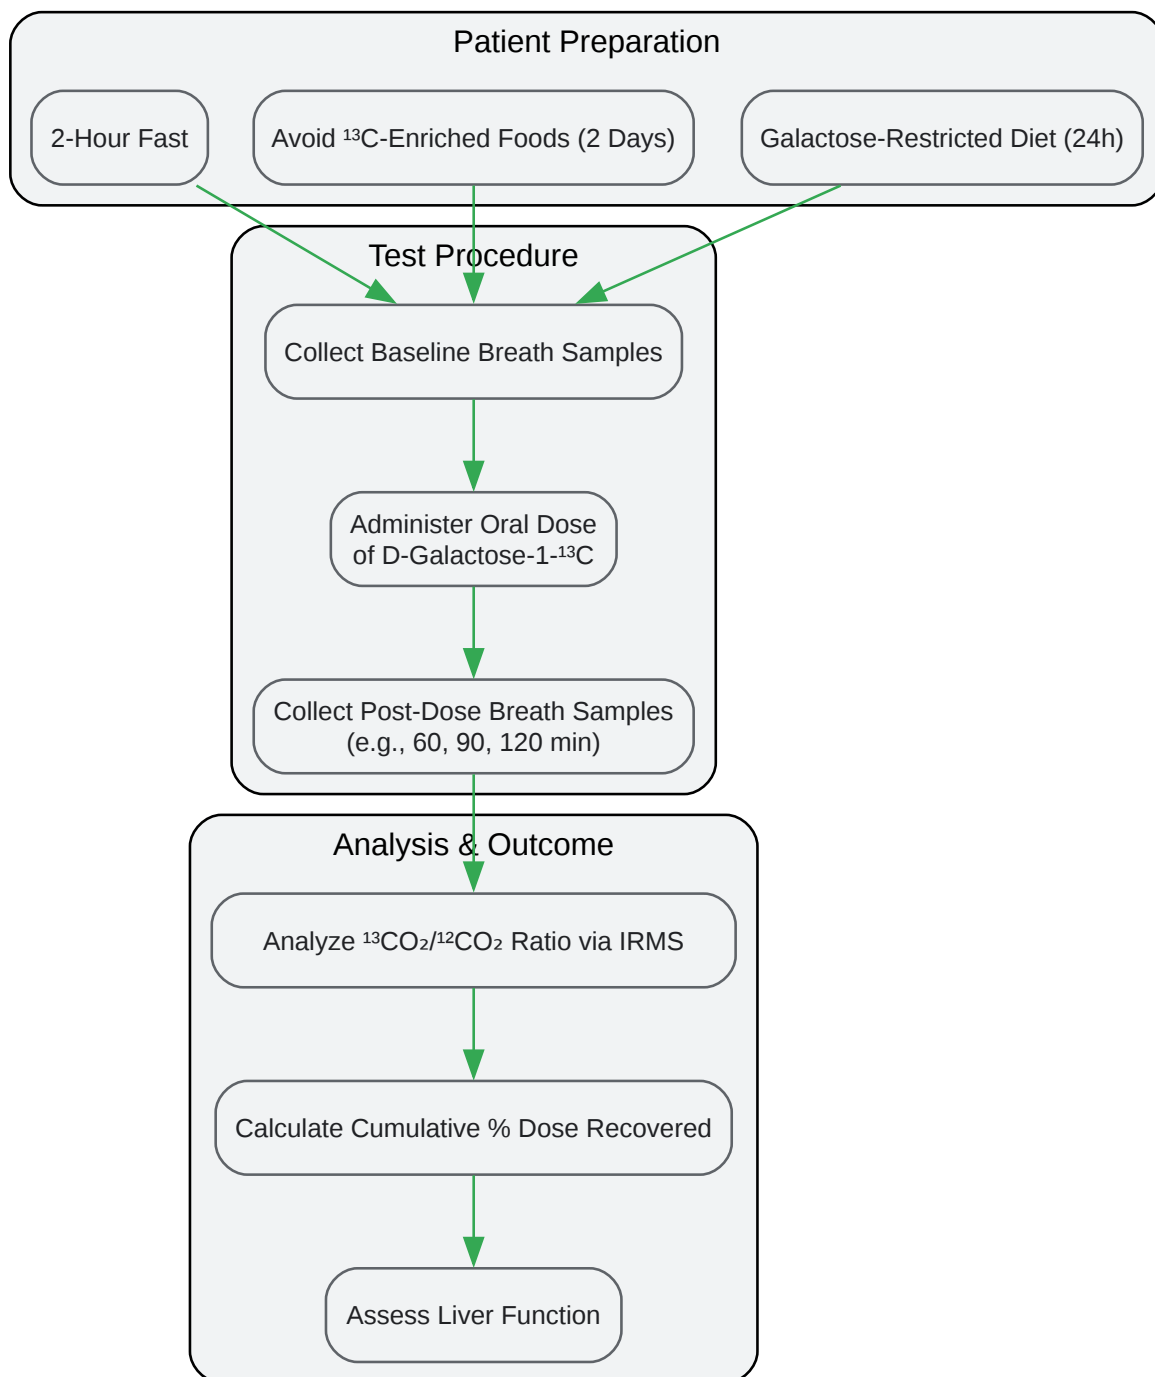 Patient Preparation
2-Hour Fast
Avoid ¹³C-Enriched Foods (2 Days)
Galactose-Restricted Diet (24h)
Test Procedure
Collect Baseline Breath Samples
Administer Oral Dose
of D-Galactose-1-¹³C
Collect Post-Dose Breath Samples
(e.g., 60, 90, 120 min)
Analysis & Outcome
Analyze ¹³CO₂/¹²CO₂ Ratio via IRMS
Calculate Cumulative % Dose Recovered
Assess Liver Function